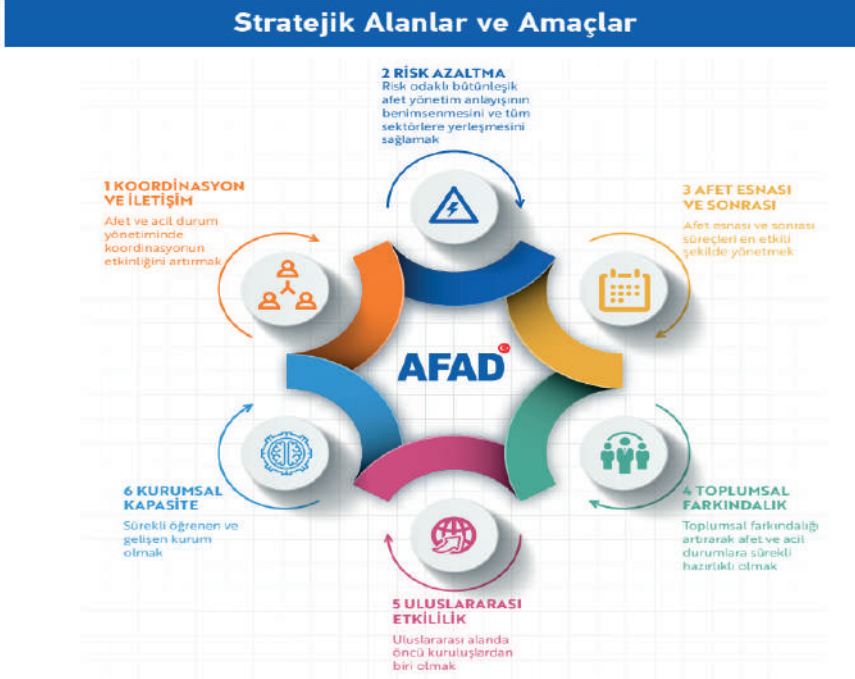 Stratejik Alanlar ve Amaçlar
1 KOORDİNASYON
VE İLETİŞİM
Afet ve acil durum
yönetiminde
koordinasyonun
etkinliğini artırmak
2 RİSK AZALTMA
Risk odaklı bütünleşik
afet yönetim anlayışının
benimsenmesini ve tüm
sektörlere yerleşmesini
sağlamak
3 AFET ESNASI
VE SONRASI
Afet esnası ve sonrası
süreçleri en etkili
şekilde yönetmek
AFAD
4 TOPLUMSAL
FARKINDALIK
Toplumsal farkındalığı
artırarak afet ve acil
durumlara sürekli
hazırlıklı olmak
5 ULUSLARARASI
ETKİLİLİK
Uluslararası alanda
öncü kuruluşlardan
biri olmak
6 KURUMSAL
KAPASİTE
Sürekli öğrenen ve
gelişen kurum
olmak